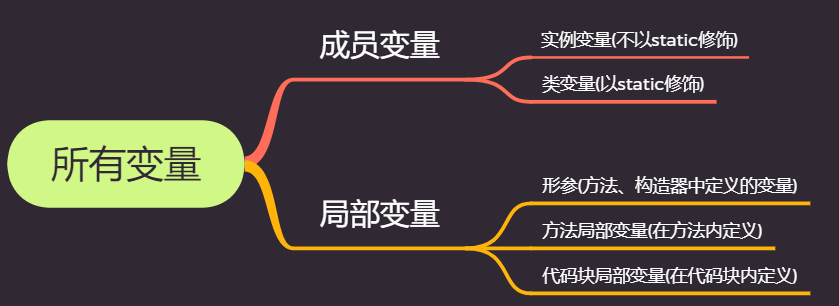 所有变量
成员变量
实例变量(不以static修饰)
类变量(以static修饰)
局部变量
形参(方法、构造器中定义的变量)
方法局部变量(在方法内定义)
代码块局部变量(在代码块内定义)